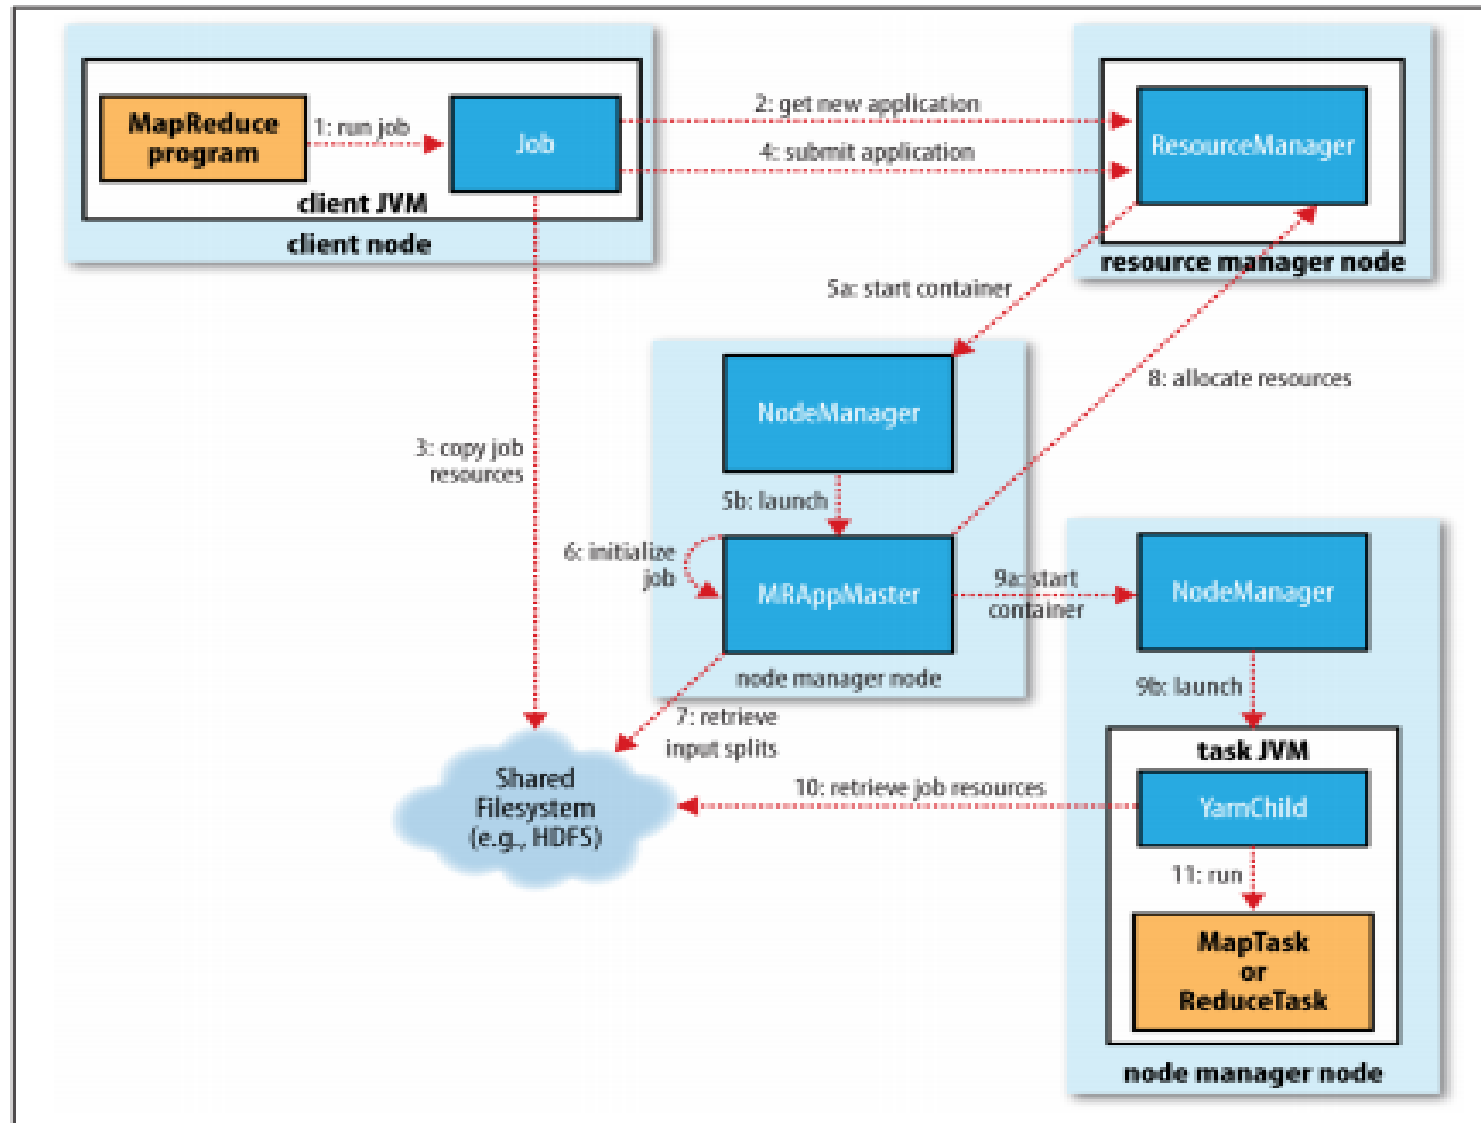 MapReduce
program
1: run job
Job
client JVM
client node
2: get new application
4: submit application
ResourceManager
resource manager node
5a: start container
8: allocate resources
3: copy job
resources
NodeManager
5b: launch
6: initialize
job
MRAppMaster
node manager node
9a: start
container
NodeManager
9b: launch
7: retrieve
input splits
Shared
Filesystem
(e.g., HDFS)
10: retrieve job resources
task JVM
YarnChild
11: run
MapTask
or
ReduceTask
node manager node